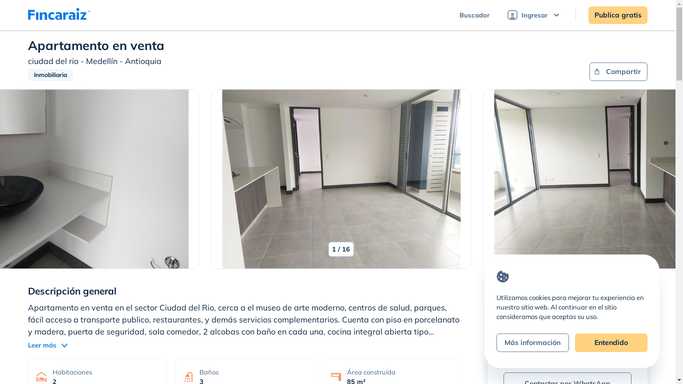 Fincaraiz
Buscador
Ingresar
Publica gratis
Apartamento en venta
ciudad del rio - Medellín - Antioquia
Inmobiliaria
Compartir
1 / 16
Descripción general
Apartamento en venta en el sector Ciudad del Rio, cerca a el museo de arte moderno, centros de salud, parques,
fácil acceso a transporte publico, restaurantes, y demás servicios complementarios. Cuenta con piso en porcelanato
y madera, puerta de seguridad, sala comedor, 2 alcobas con baño en cada una, cocina integral abierta tipo...
Leer más
Habitaciones
2
Baños
3
Área construida
85 m²
Utilizamos cookies para mejorar tu experiencia en
nuestro sitio web. Al continuar en el sitio
consideramos que aceptas su uso.
Más información
Entendido
Contactar por WhatsApp